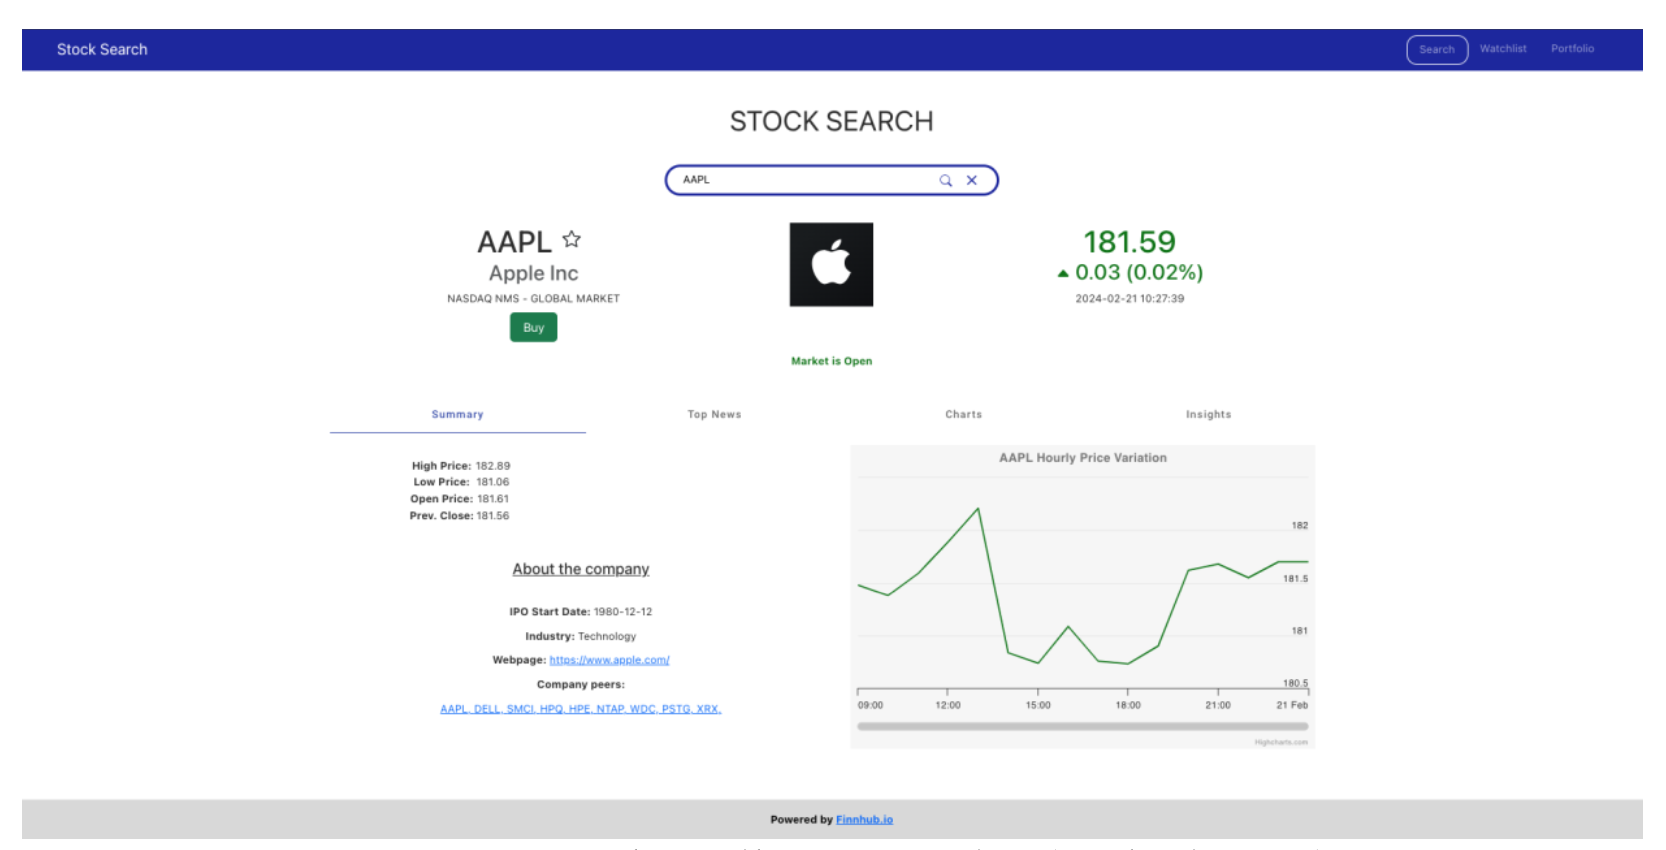 Stock Search
Search
Watchlist
Portfolio
STOCK SEARCH
AAPL
AAPL
Apple Inc
NASDAQ NMS - GLOBAL MARKET
Buy
181.59
0.03 (0.02%)
2024-02-21 10:27:39
Market is Open
Summary
Top News
Charts
Insights
High Price: 182.89
Low Price: 181.06
Open Price: 181.61
Prev. Close: 181.56
About the company
IPO Start Date: 1980-12-12
Industry: Technology
Webpage: https://www.apple.com/
Company peers:
AAPL, DELL, SMCI, HPQ, HPE, NTAP, WDC, PSTG, XRX,
AAPL Hourly Price Variation
182
181.5
181
180.5
09:00
12:00
15:00
18:00
21:00
21 Feb
Highcharts.com
Powered by Finnhub.io